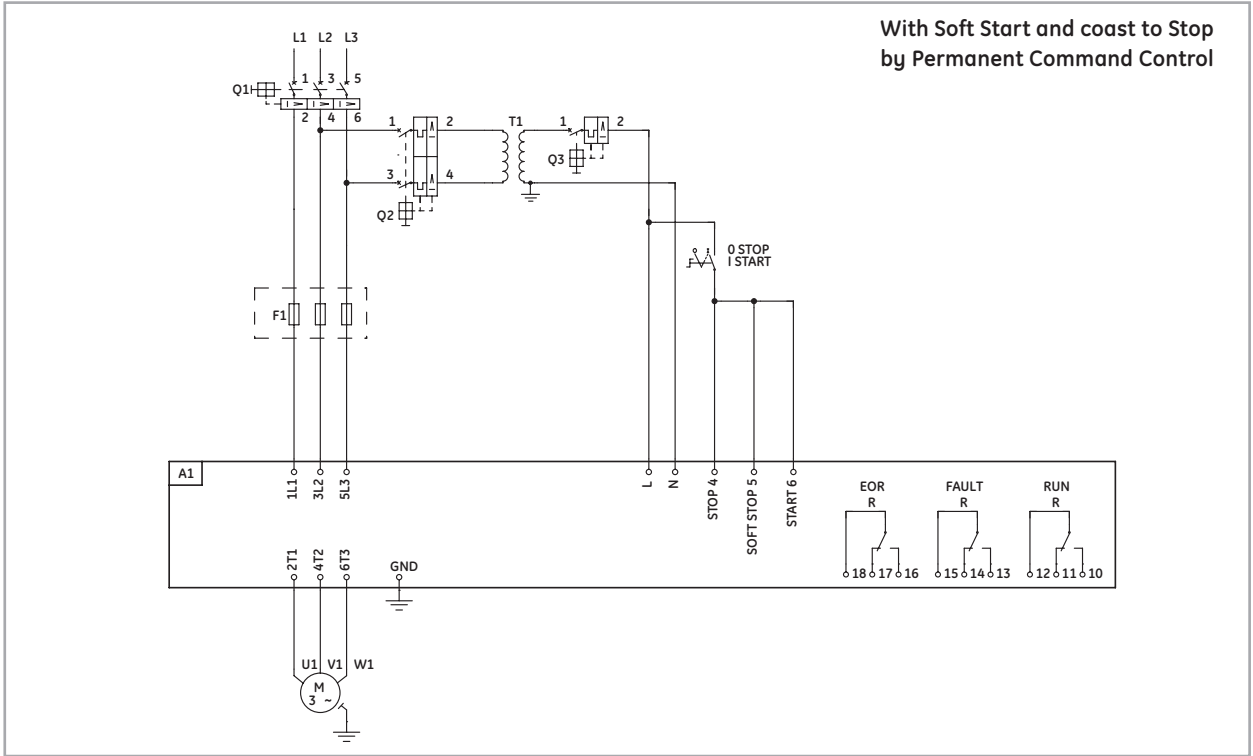 With Soft Start and coast to Stop
by Permanent Command Control
L1 L2 L3
Q1 1 3 5
2 4 6
1 2 T1 1 2
Q3
3 4
Q2
0 STOP
I START
F1
A1
1L1 3L2 5L3 L N STOP 4 SOFT STOP 5 START 6
EOR FAULT RUN
R R R
2T1 4T2 6T3 GND
18 17 16 15 14 13 12 11 10
U1 V1 W1
M
3 ~